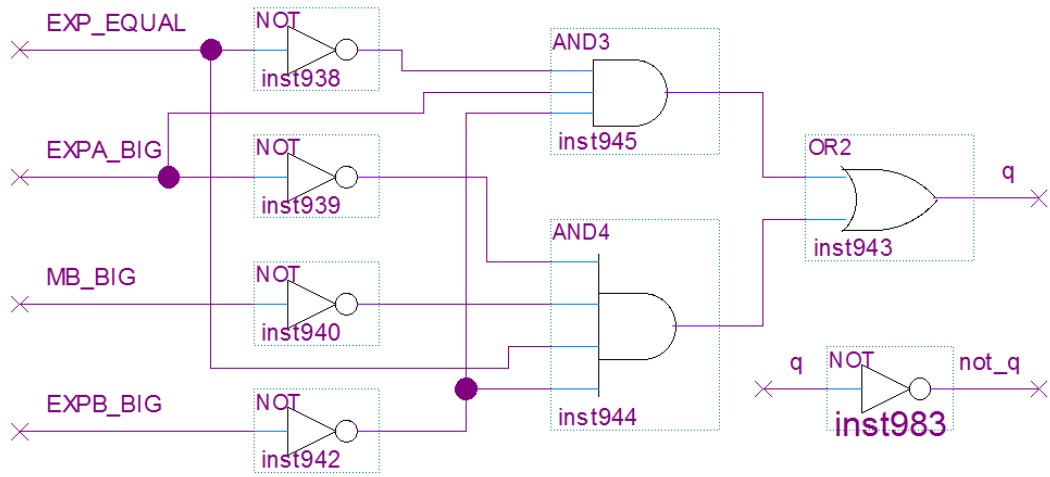 EXP_EQUAL
NOT
inst938
AND3
inst945
EXPA_BIG
NOT
inst939
OR2
q
inst943
AND4
inst944
MB_BIG
NOT
inst940
q
NOT
not_q
inst983
EXPB_BIG
NOT
inst942